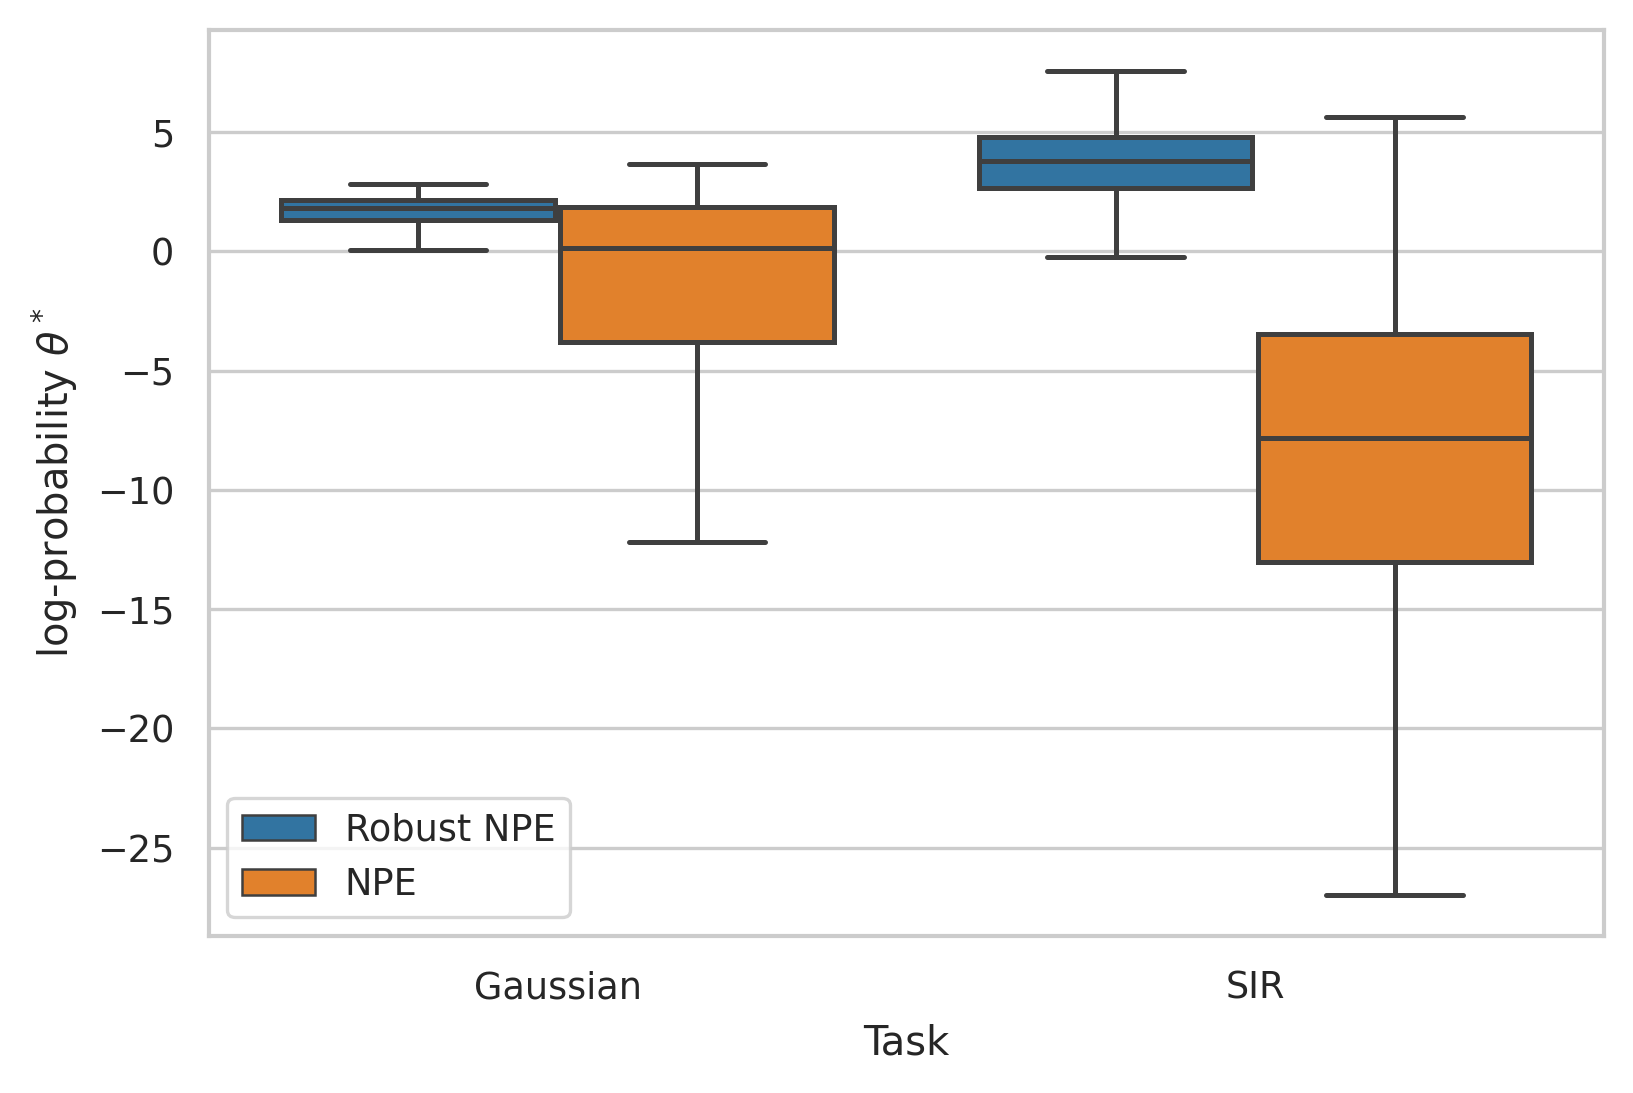 log-probability θ*
5
0
−5
−10
−15
−20
−25
Robust NPE
NPE
Gaussian
SIR
Task